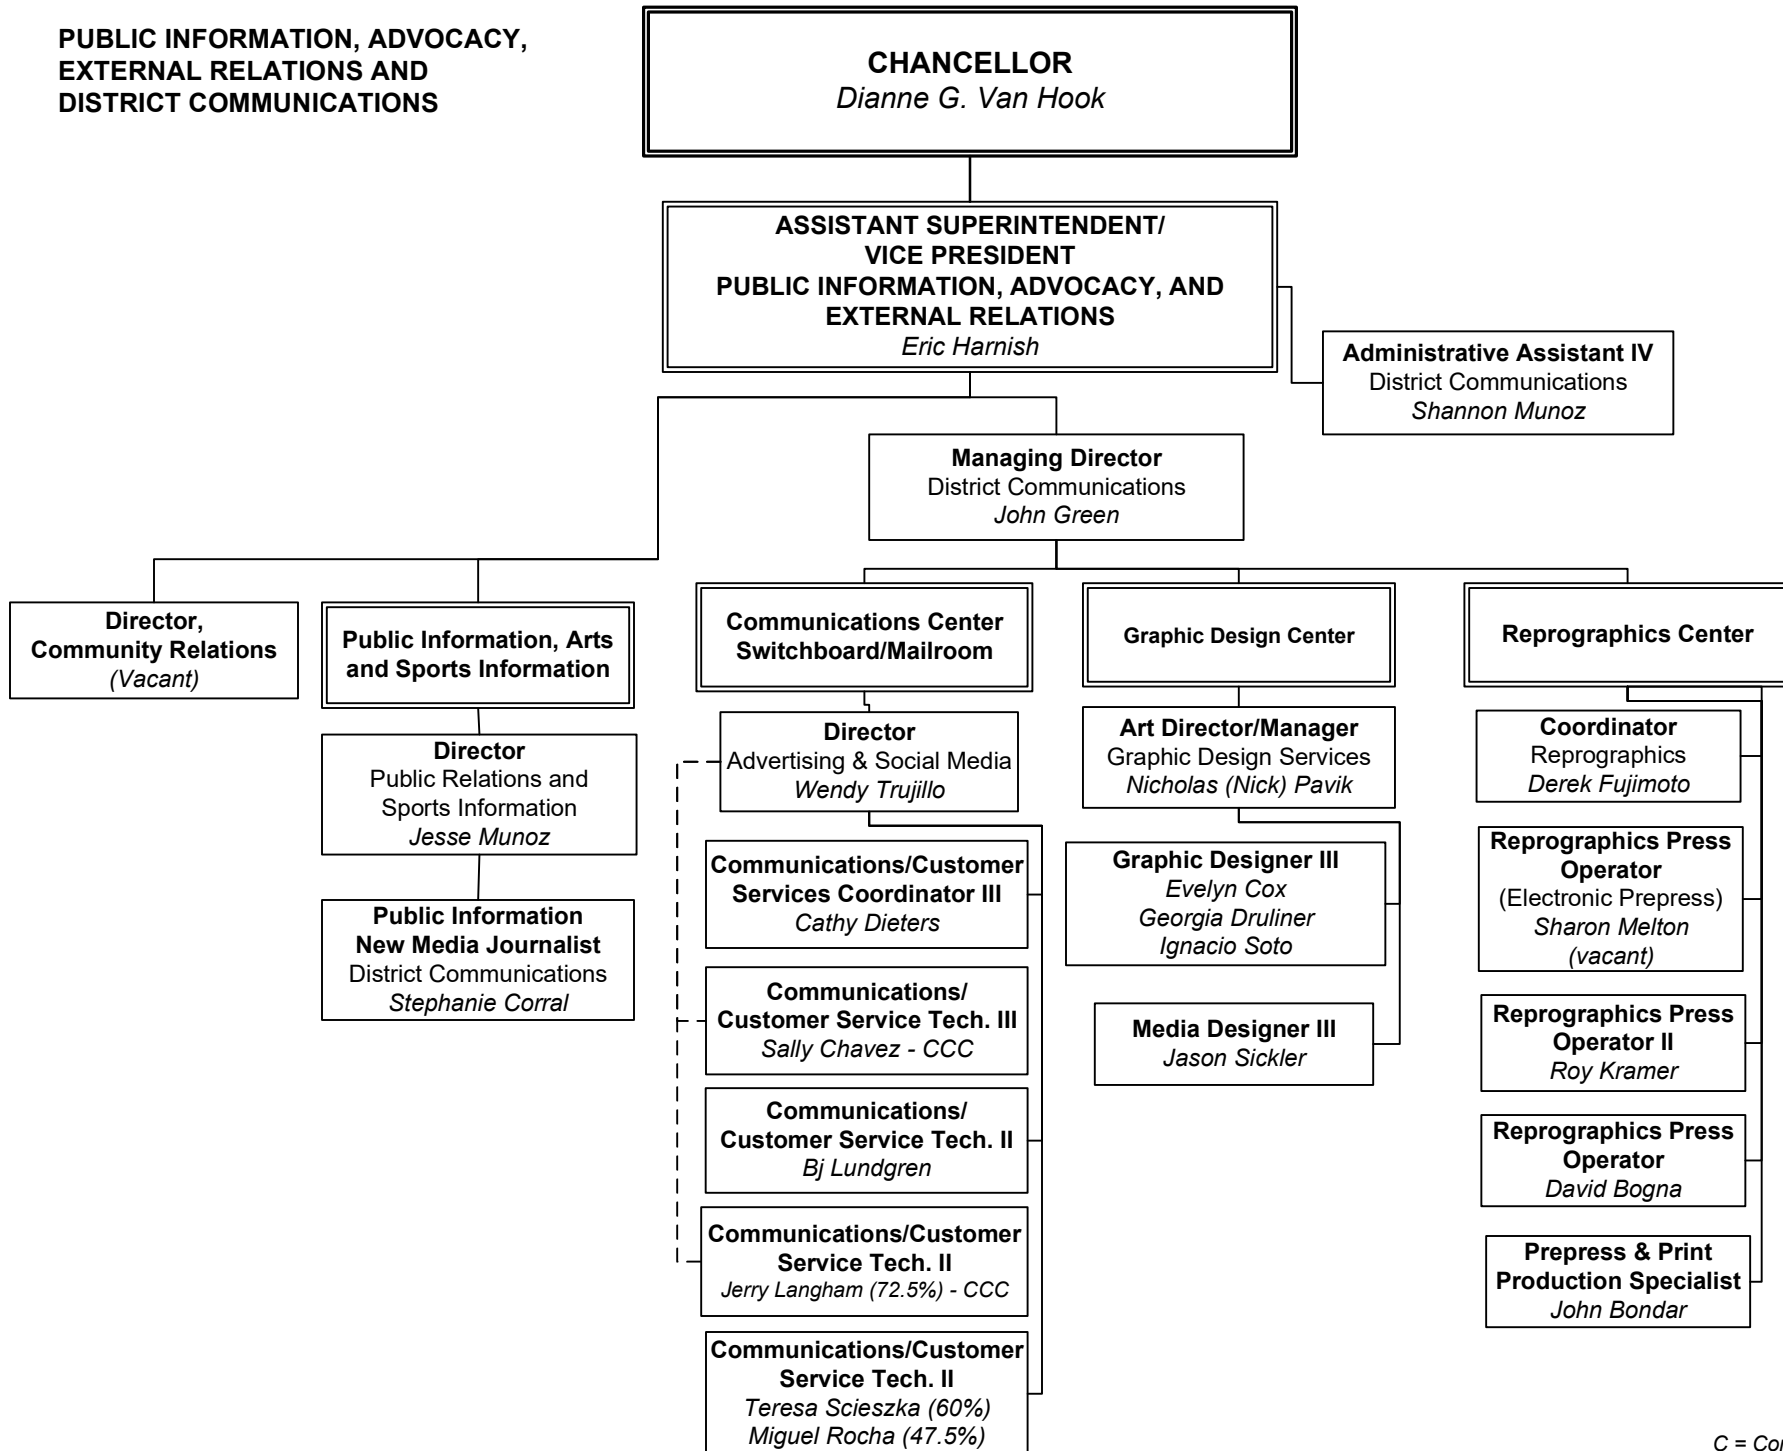 PUBLIC INFORMATION, ADVOCACY,
EXTERNAL RELATIONS AND
DISTRICT COMMUNICATIONS
CHANCELLOR
Dianne G. Van Hook
ASSISTANT SUPERINTENDENT/
VICE PRESIDENT
PUBLIC INFORMATION, ADVOCACY, AND
EXTERNAL RELATIONS
Eric Harnish
Administrative Assistant IV
District Communications
Shannon Munoz
Managing Director
District Communications
John Green
Director,
Community Relations
(Vacant)
Public Information, Arts
and Sports Information
Director
Public Relations and
Sports Information
Jesse Munoz
Public Information
New Media Journalist
District Communications
Stephanie Corral
Communications Center
Switchboard/Mailroom
Director
Advertising & Social Media
Wendy Trujillo
Communications/Customer
Services Coordinator III
Cathy Dieters
Communications/
Customer Service Tech. III
Sally Chavez - CCC
Communications/
Customer Service Tech. II
Bj Lundgren
Communications/Customer
Service Tech. II
Jerry Langham (72.5%) - CCC
Communications/Customer
Service Tech. II
Teresa Scieszka (60%)
Miguel Rocha (47.5%)
Graphic Design Center
Art Director/Manager
Graphic Design Services
Nicholas (Nick) Pavik
Graphic Designer III
Evelyn Cox
Georgia Druliner
Ignacio Soto
Media Designer III
Jason Sickler
Reprographics Center
Coordinator
Reprographics
Derek Fujimoto
Reprographics Press
Operator
(Electronic Prepress)
Sharon Melton
(vacant)
Reprographics Press
Operator II
Roy Kramer
Reprographics Press
Operator
David Bogna
Prepress & Print
Production Specialist
John Bondar
C =